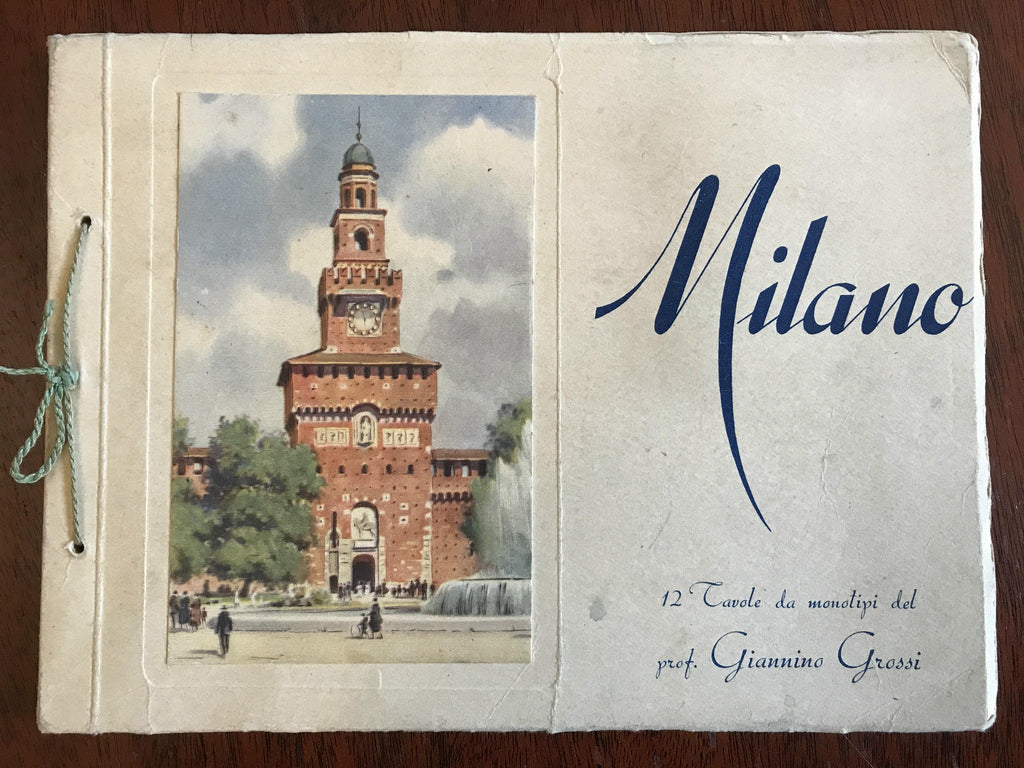 Milano
12 Tavole da monotipi del
prof. Giannino Grossi